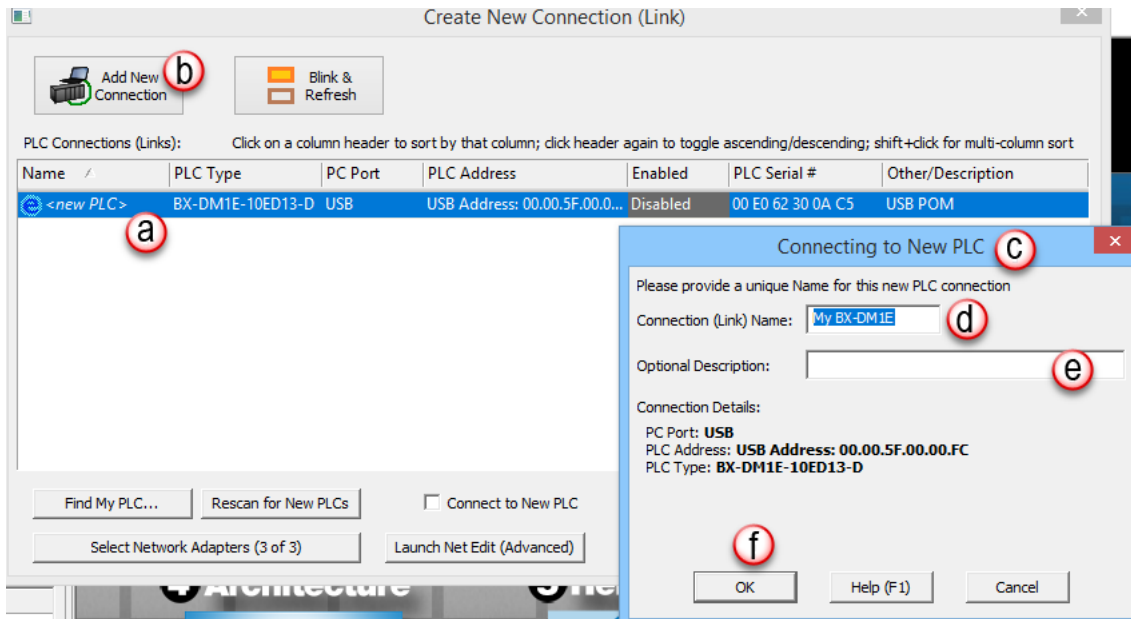 Create New Connection (Link)
Add New
Connection
b
Blink &
Refresh
PLC Connections (Links): Click on a column header to sort by that column; click header again to toggle ascending/descending; shift+click for multi-column sort
Name PLC Type PC Port PLC Address Enabled PLC Serial # Other/Description
<new PLC> BX-DM1E-10ED13-D USB USB Address: 00.00.5F.00.0... Disabled 00 E0 62 30 0A C5 USB POM
a
Connecting to New PLC
c
Please provide a unique Name for this new PLC connection
Connection (Link) Name: My BX-DM1E
d
Optional Description:
e
Connection Details:
PC Port: USB
PLC Address: USB Address: 00.00.5F.00.00.FC
PLC Type: BX-DM1E-10ED13-D
Find My PLC... Rescan for New PLCs Connect to New PLC
Select Network Adapters (3 of 3) Launch Net Edit (Advanced)
f
OK Help (F1) Cancel
Architecture